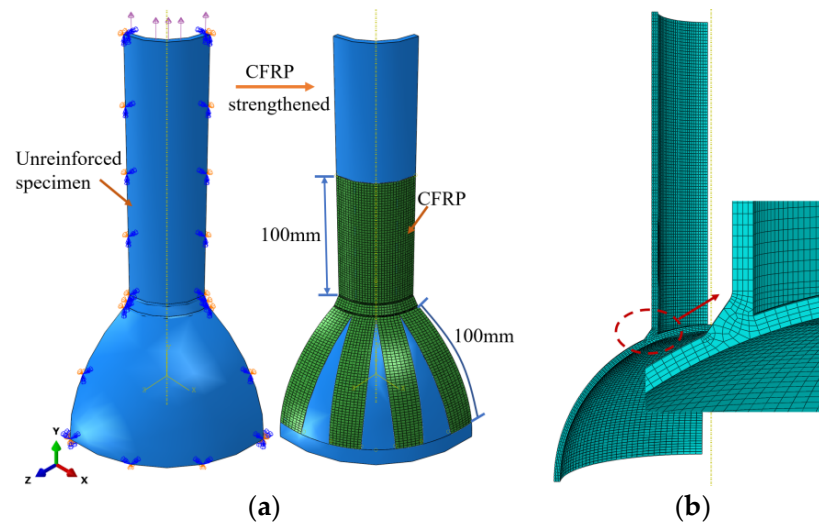 CFRP
strengthened
Unreinforced
specimen
CFRP
100mm
100mm
Y
Z
X
(a)
(b)